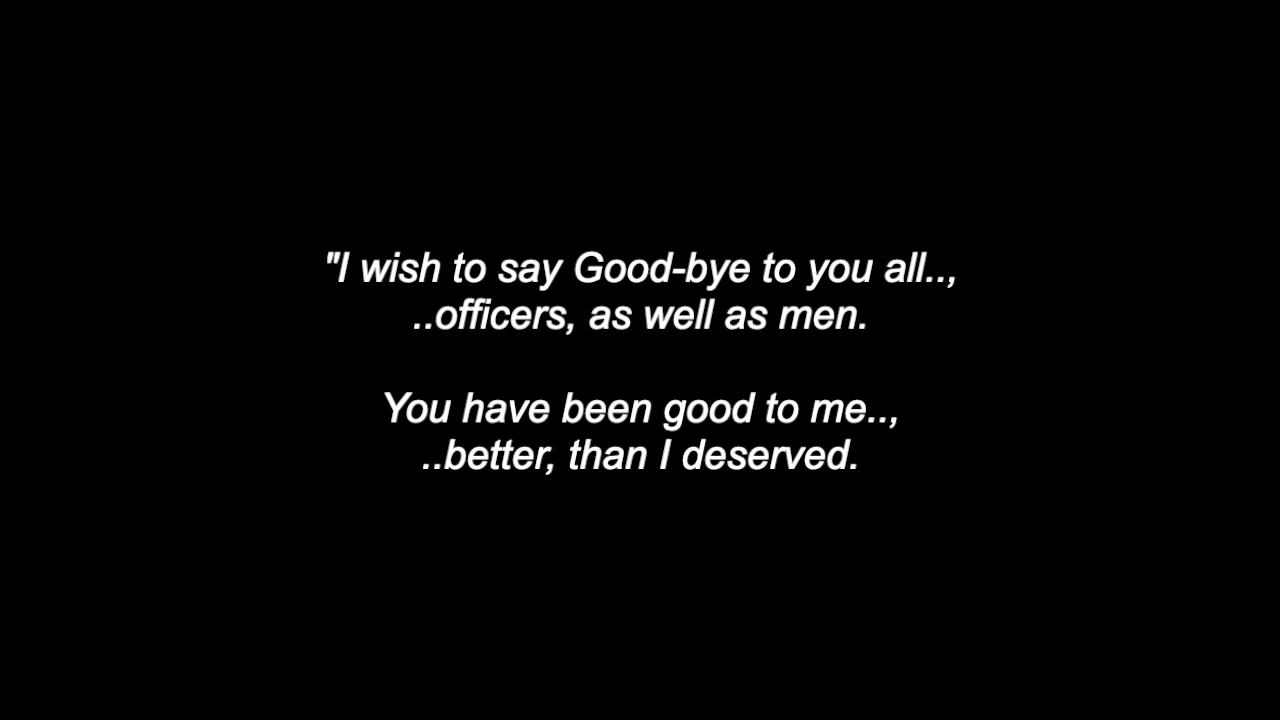 "I wish to say Good-bye to you all..,
..officers, as well as men.
You have been good to me..,
..better, than I deserved.